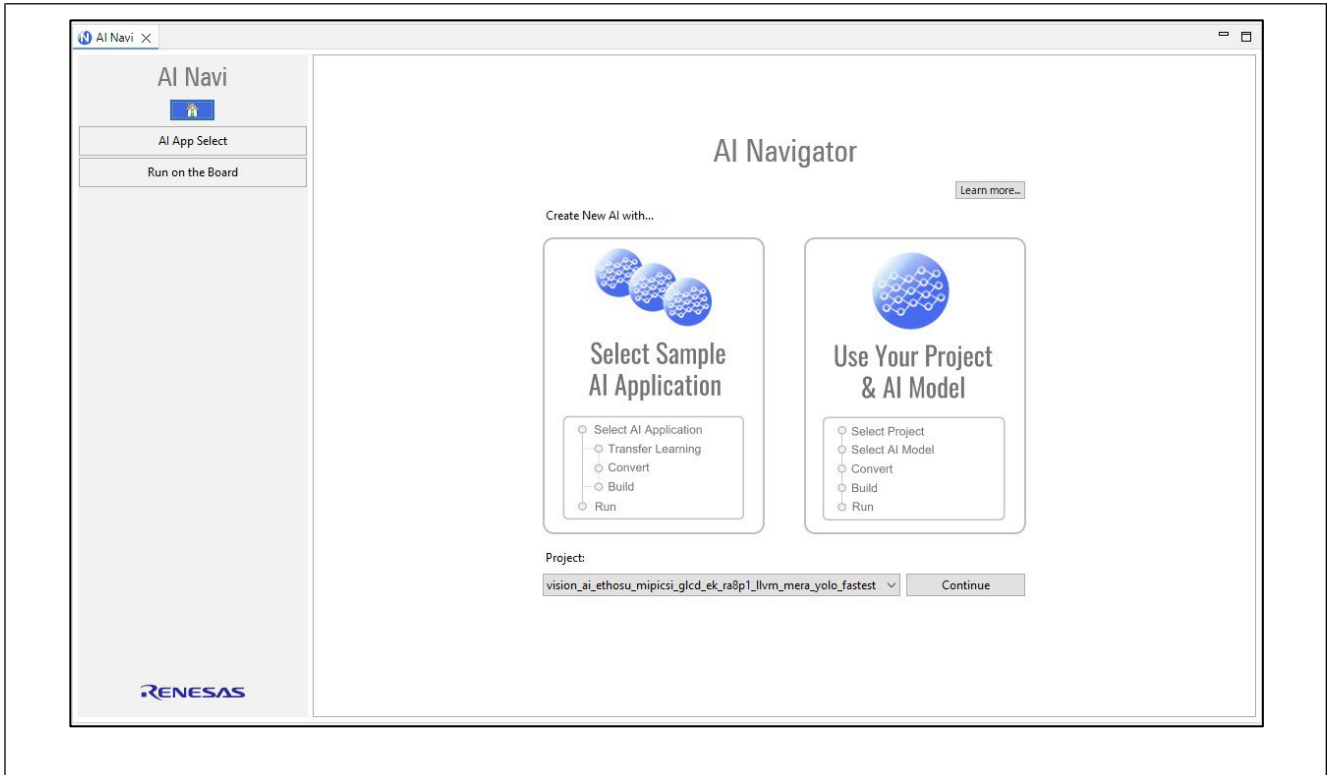 AI Navi
AI Navi
AI App Select
Run on the Board
AI Navigator
Learn more...
Create New AI with...
Select Sample
AI Application
Select AI Application
Transfer Learning
Convert
Build
Run
Use Your Project
& AI Model
Select Project
Select AI Model
Convert
Build
Run
Project:
vision_ai_ethosu_mipicsi_glcd_ek_ra8p1_llvm_mera_yolo_fastest
Continue
RENESAS